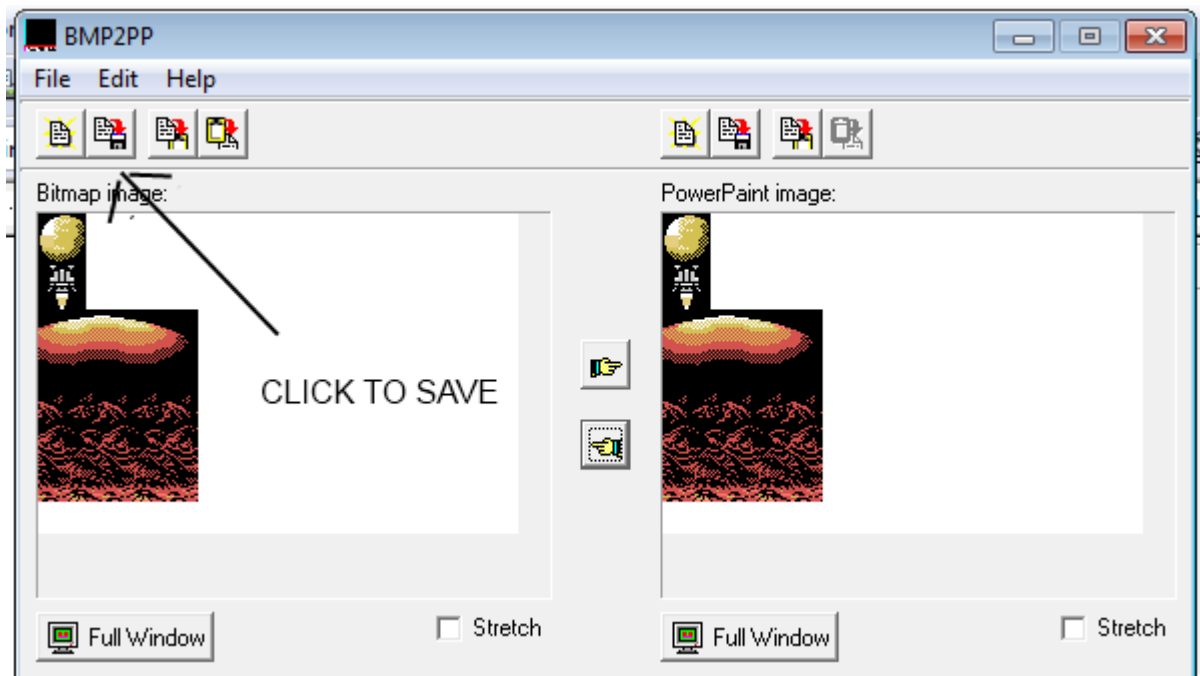 BMP2PP
File Edit Help
Bitmap image:
PowerPaint image:
CLICK TO SAVE
Full Window
Stretch
Full Window
Stretch